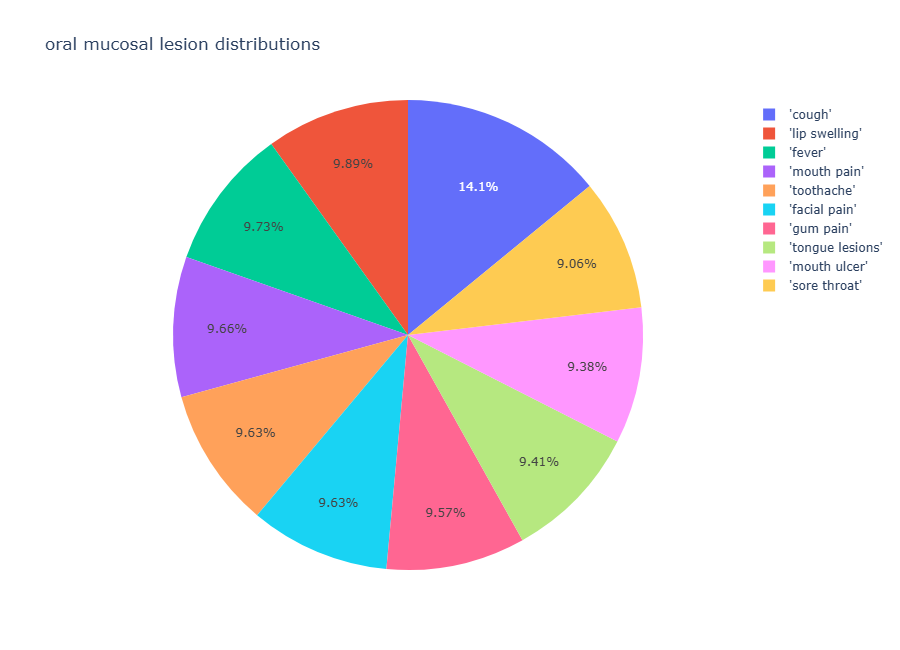 oral mucosal lesion distributions
14.1%
9.89%
9.73%
9.66%
9.63%
9.63%
9.57%
9.41%
9.38%
9.06%
'cough'
'lip swelling'
'fever'
'mouth pain'
'toothache'
'facial pain'
'gum pain'
'tongue lesions'
'mouth ulcer'
'sore throat'